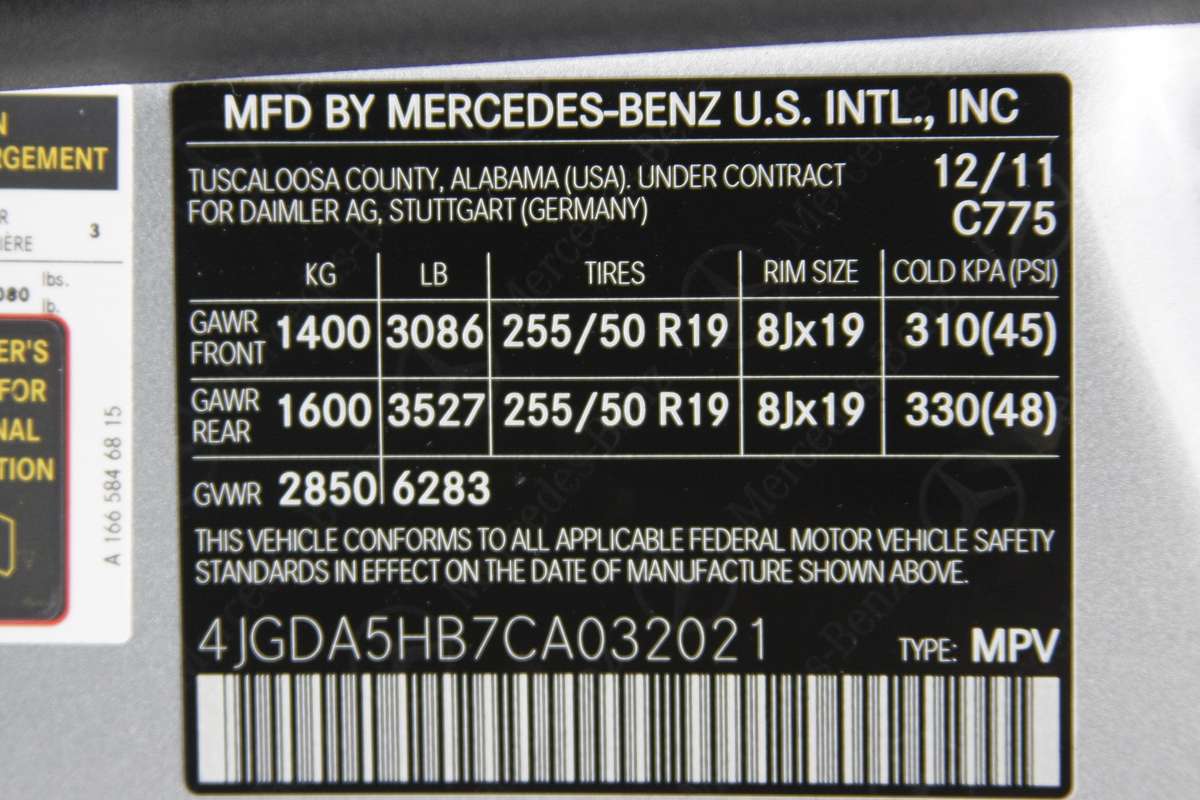 MFD BY MERCEDES-BENZ U.S. INTL., INC
TUSCALOOSA COUNTY, ALABAMA (USA). UNDER CONTRACT
FOR DAIMLER AG, STUTTGART (GERMANY)
12/11
C775
KG LB TIRES RIM SIZE COLD KPA (PSI)
GAWR FRONT 1400 3086 255/50 R19 8Jx19 310(45)
GAWR REAR 1600 3527 255/50 R19 8Jx19 330(48)
GVWR 2850 6283
THIS VEHICLE CONFORMS TO ALL APPLICABLE FEDERAL MOTOR VEHICLE SAFETY
STANDARDS IN EFFECT ON THE DATE OF MANUFACTURE SHOWN ABOVE.
4JGDA5HB7CA032021 TYPE: MPV
3
lbs.
lb.
FOR
A 166 584 68 15